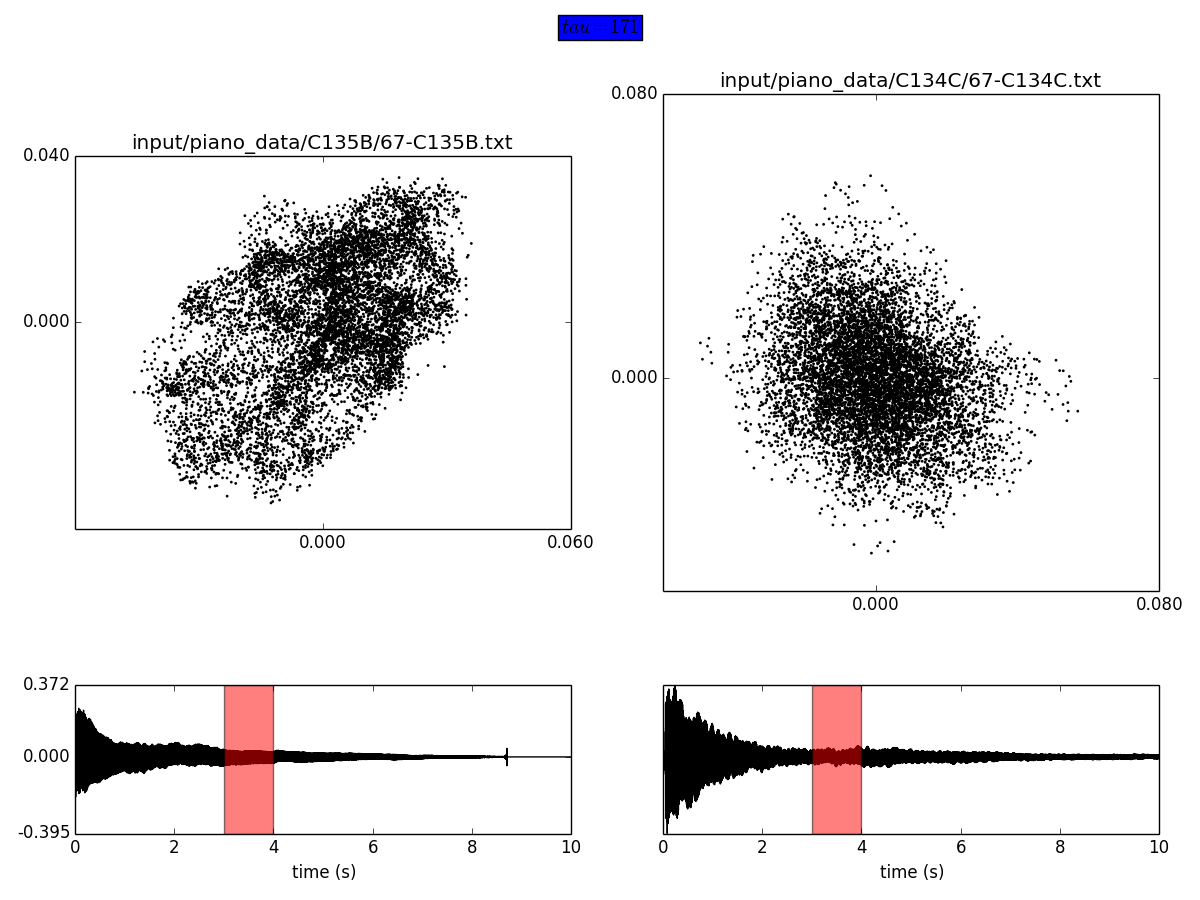 tau = 171
input/piano_data/C135B/67-C135B.txt
0.040
0.000
0.000
0.060
input/piano_data/C134C/67-C134C.txt
0.080
0.000
0.000
0.080
0.372
0.000
-0.395
0 2 4 6 8 10
time (s)
0 2 4 6 8 10
time (s)